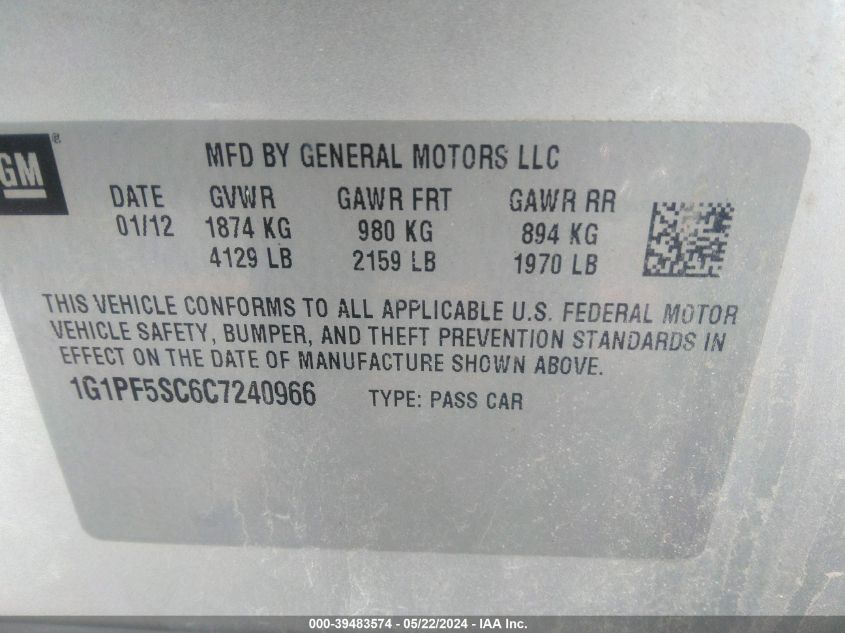 GM®
MFD BY GENERAL MOTORS LLC
DATE GVWR GAWR FRT GAWR RR
01/12 1874 KG 980 KG 894 KG
4129 LB 2159 LB 1970 LB
THIS VEHICLE CONFORMS TO ALL APPLICABLE U.S. FEDERAL MOTOR
VEHICLE SAFETY, BUMPER, AND THEFT PREVENTION STANDARDS IN
EFFECT ON THE DATE OF MANUFACTURE SHOWN ABOVE.
1G1PF5SC6C7240966 TYPE: PASS CAR
000-39483574 - 05/22/2024 - IAA Inc.